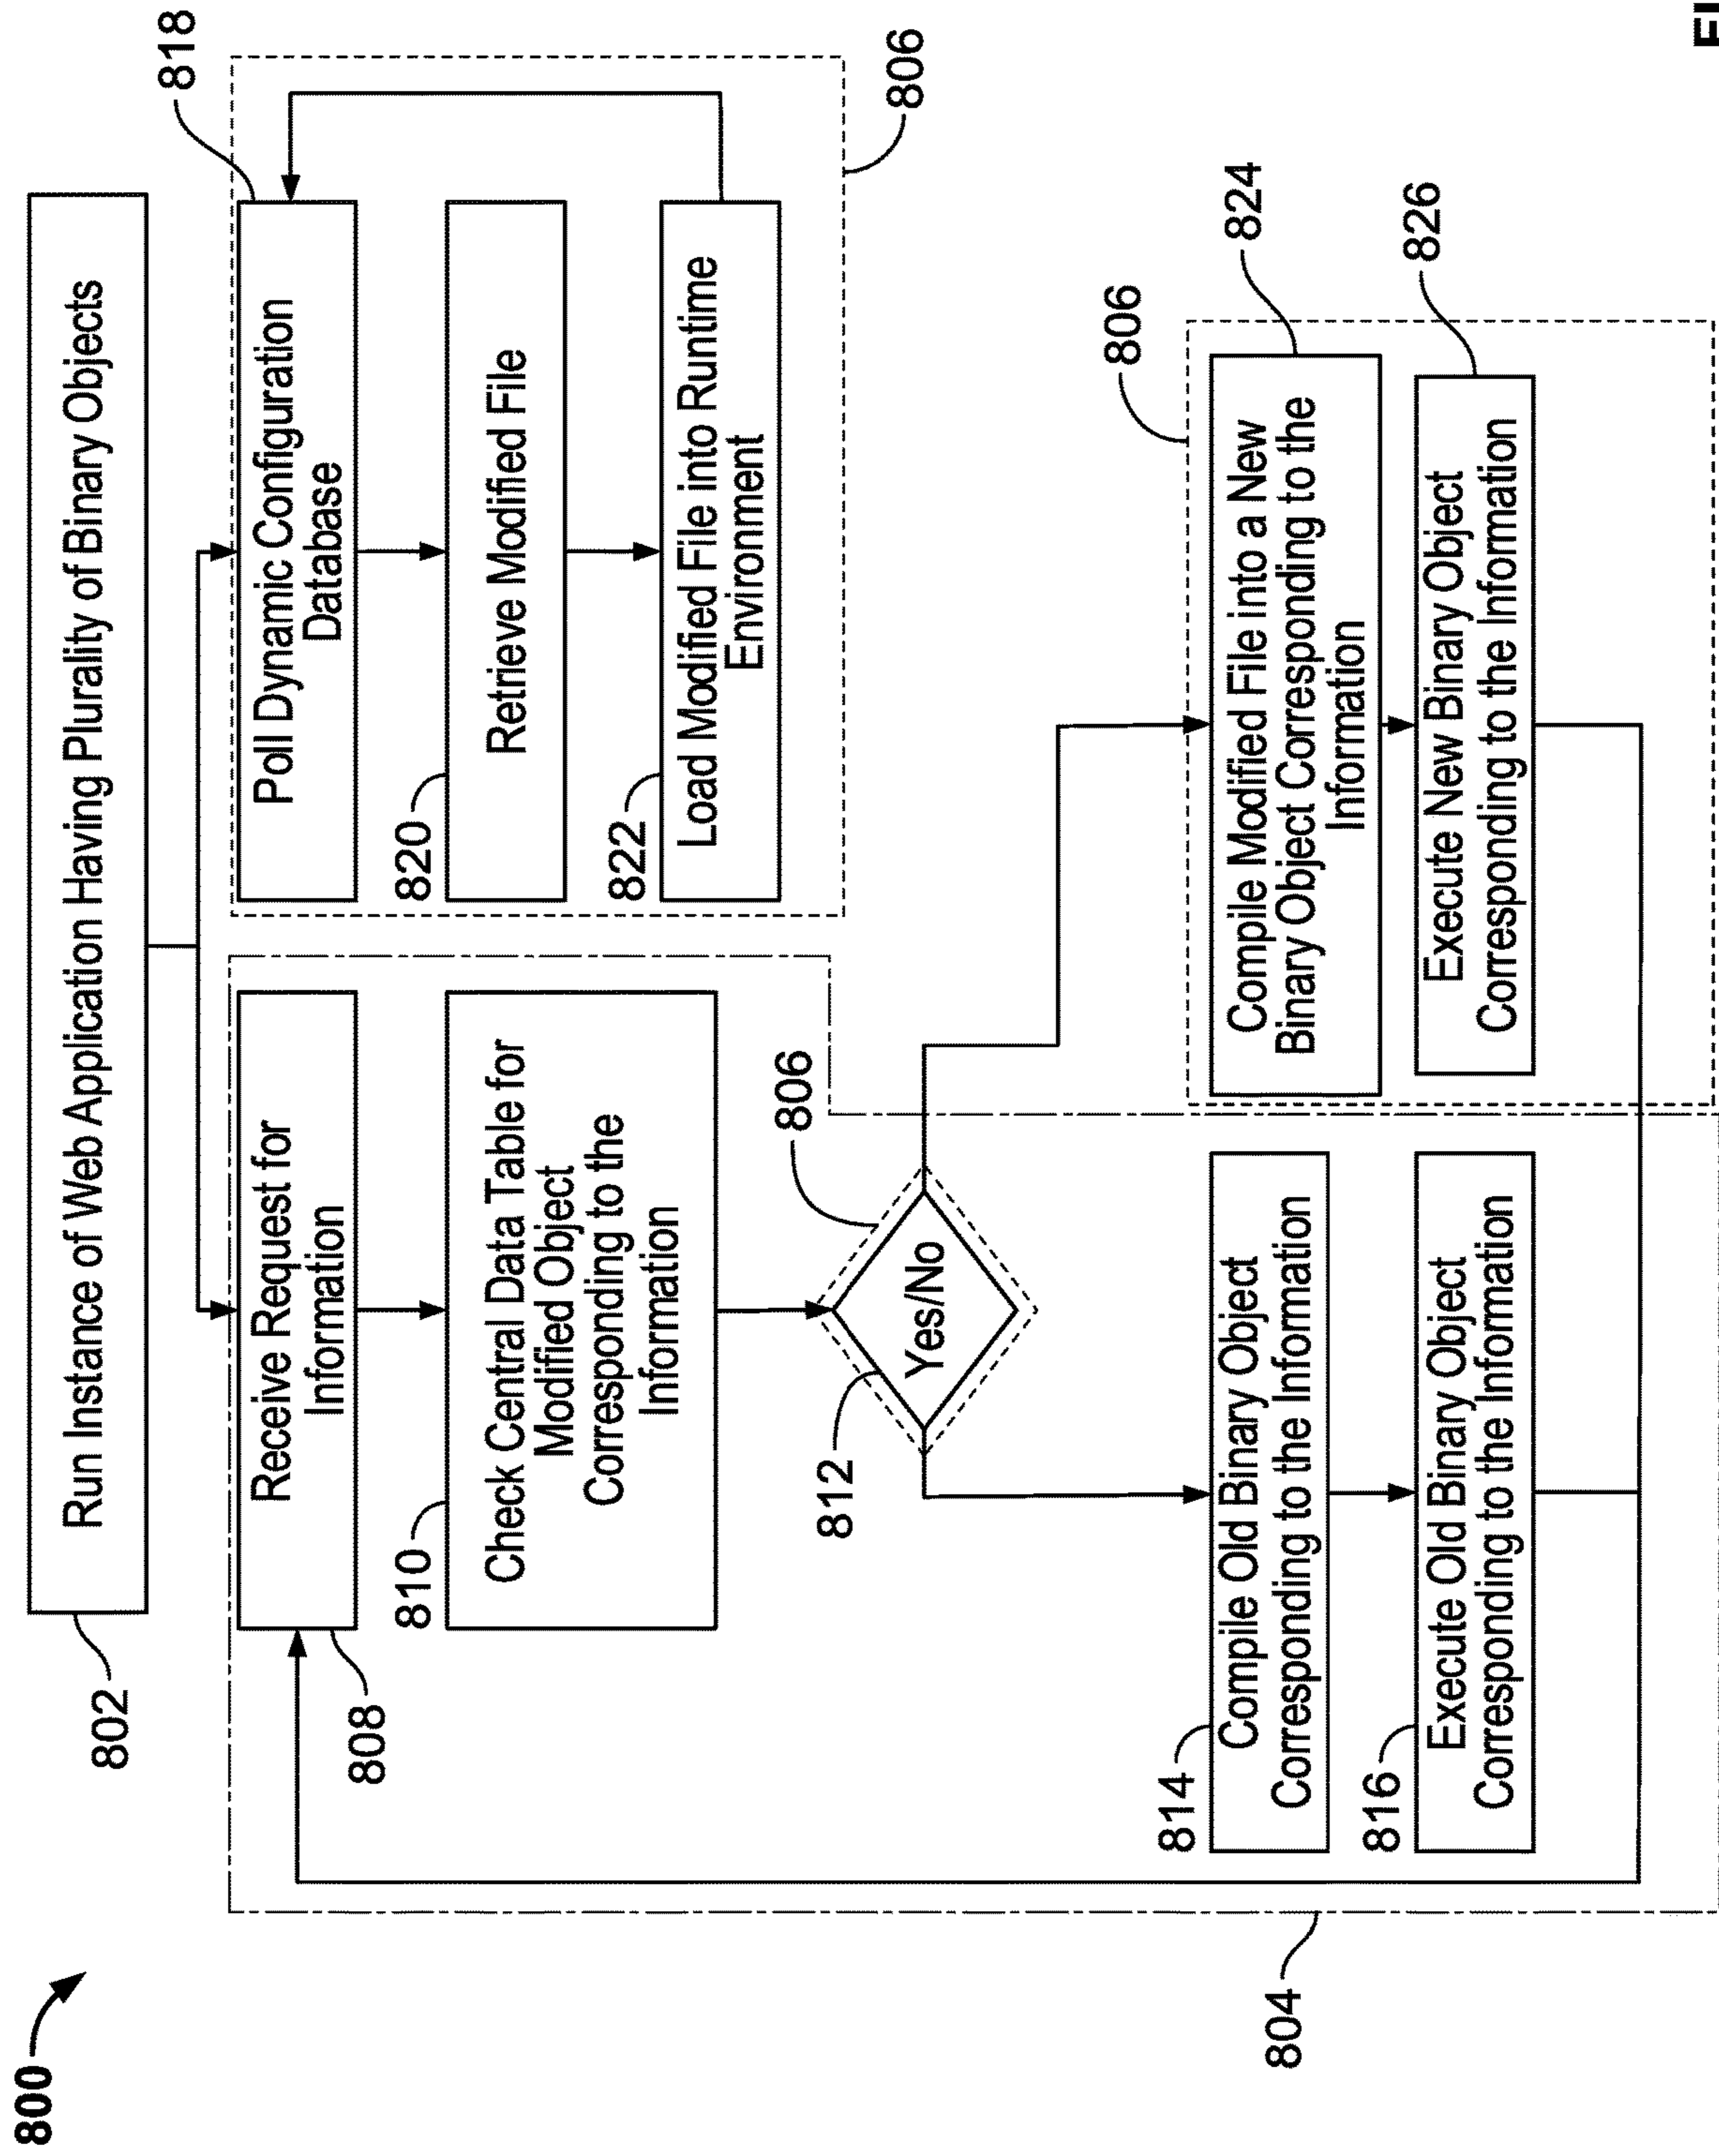 800
802
Run Instance of Web Application Having Plurality of Binary Objects
818
808
Receive Request for
Information
Poll Dynamic Configuration
Database
810
Check Central Data Table for
Modified Object
Corresponding to the
Information
820
Retrieve Modified File
822
Load Modified File into Runtime
Environment
806
812
Yes/No
806
804
814
Compile Old Binary Object
Corresponding to the Information
816
Execute Old Binary Object
Corresponding to the Information
806
824
Compile Modified File into a New
Binary Object Corresponding to the
Information
826
Execute New Binary Object
Corresponding to the Information